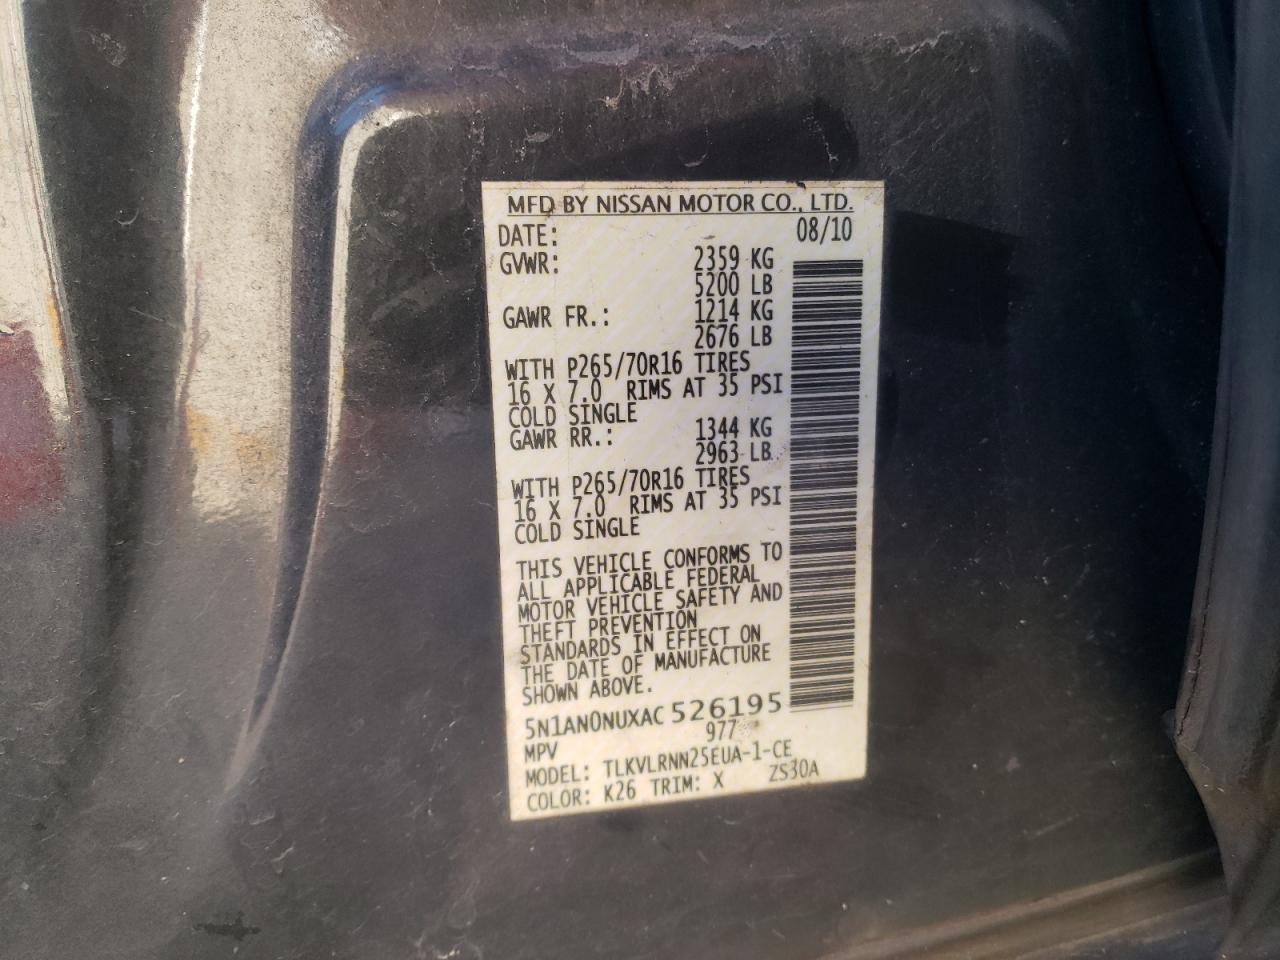 MFD BY NISSAN MOTOR CO., LTD.
DATE: 08/10
GVWR: 2359 KG
5200 LB
GAWR FR.: 1214 KG
2676 LB
WITH P265/70R16 TIRES
16 X 7.0 RIMS AT 35 PSI
COLD SINGLE
GAWR RR.: 1344 KG
2963 LB
WITH P265/70R16 TIRES
16 X 7.0 RIMS AT 35 PSI
COLD SINGLE
THIS VEHICLE CONFORMS TO
ALL APPLICABLE FEDERAL
MOTOR VEHICLE SAFETY AND
THEFT PREVENTION
STANDARDS IN EFFECT ON
THE DATE OF MANUFACTURE
SHOWN ABOVE.
5N1AN0NUXAC526195
MPV 977
MODEL: TLKVLRNN25EUA-1-CE
COLOR: K26 TRIM: X ZS30A